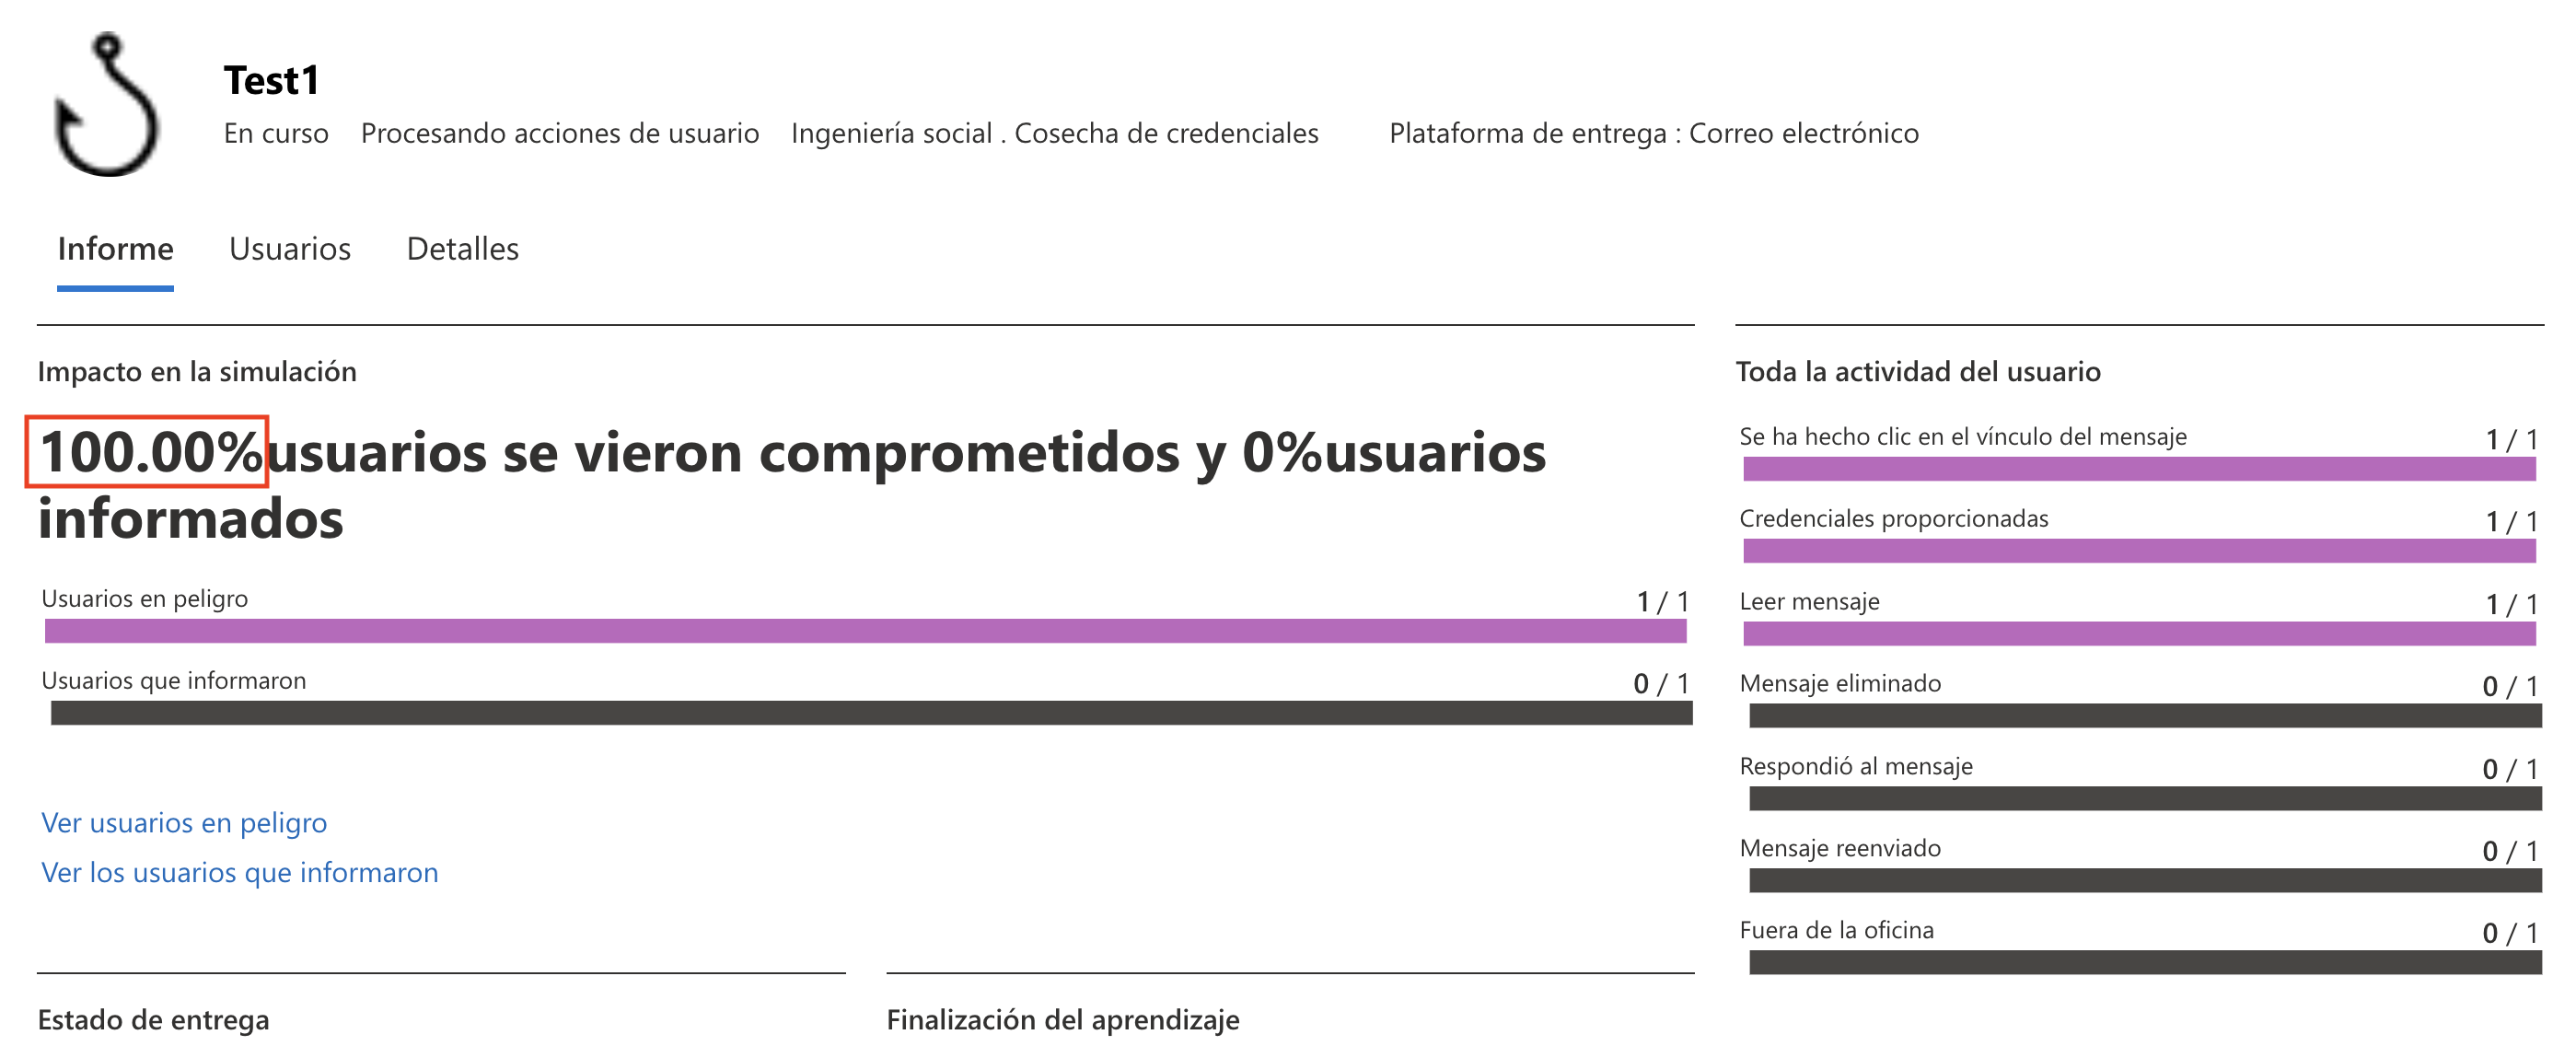 Test1
En curso Procesando acciones de usuario Ingeniería social . Cosecha de credenciales Plataforma de entrega : Correo electrónico
Informe Usuarios Detalles
Impacto en la simulación
100.00%usuarios se vieron comprometidos y 0%usuarios
informados
Usuarios en peligro 1 / 1
Usuarios que informaron 0 / 1
Ver usuarios en peligro
Ver los usuarios que informaron
Toda la actividad del usuario
Se ha hecho clic en el vínculo del mensaje 1 / 1
Credenciales proporcionadas 1 / 1
Leer mensaje 1 / 1
Mensaje eliminado 0 / 1
Respondió al mensaje 0 / 1
Mensaje reenviado 0 / 1
Fuera de la oficina 0 / 1
Estado de entrega
Finalización del aprendizaje